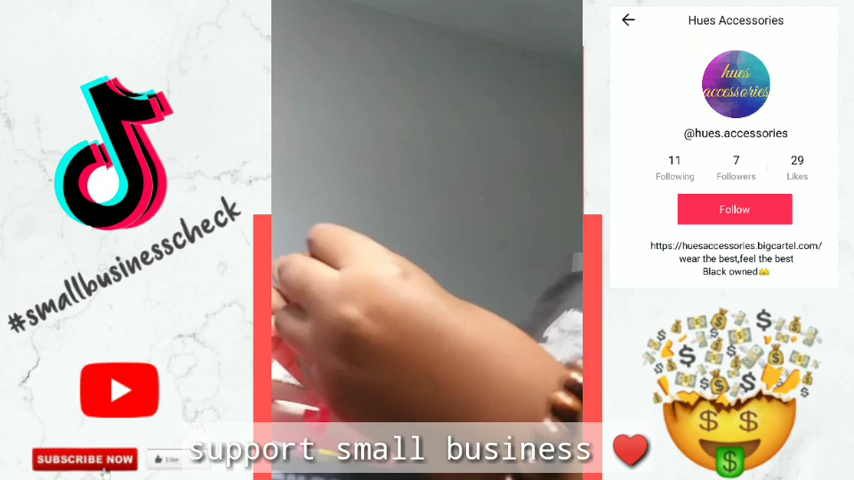 #smallbusinesscheck
SUBSCRIBE NOW
Like
support small business ❤️
Hues Accessories
hues
accessories
@hues.accessories
11 7 29
Following Followers Likes
Follow
https://huesaccessories.bigcartel.com/
wear the best,feel the best
Black owned👑